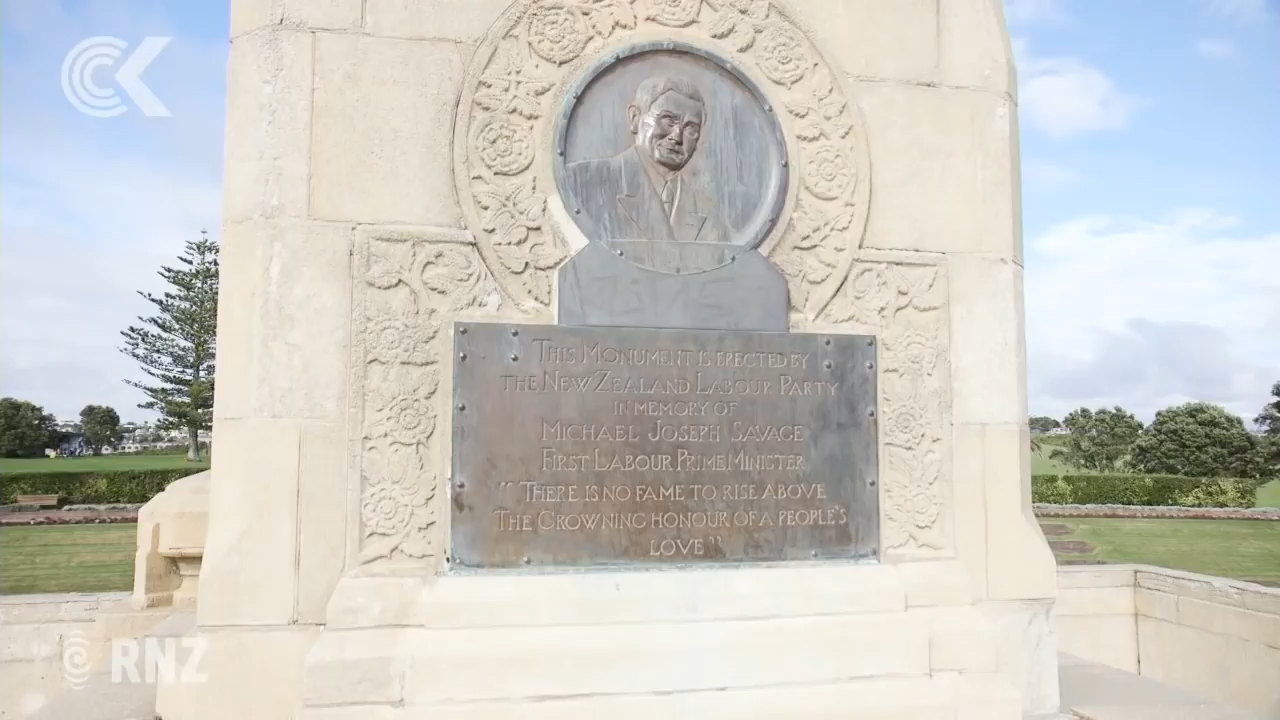 CK
THIS MONUMENT IS ERECTED BY
THE NEW ZEALAND LABOUR PARTY
IN MEMORY OF
MICHAEL JOSEPH SAVAGE
FIRST LABOUR PRIME MINISTER
“ THERE IS NO FAME TO RISE ABOVE
THE CROWNING HONOUR OF A PEOPLE'S
LOVE ”
RNZ